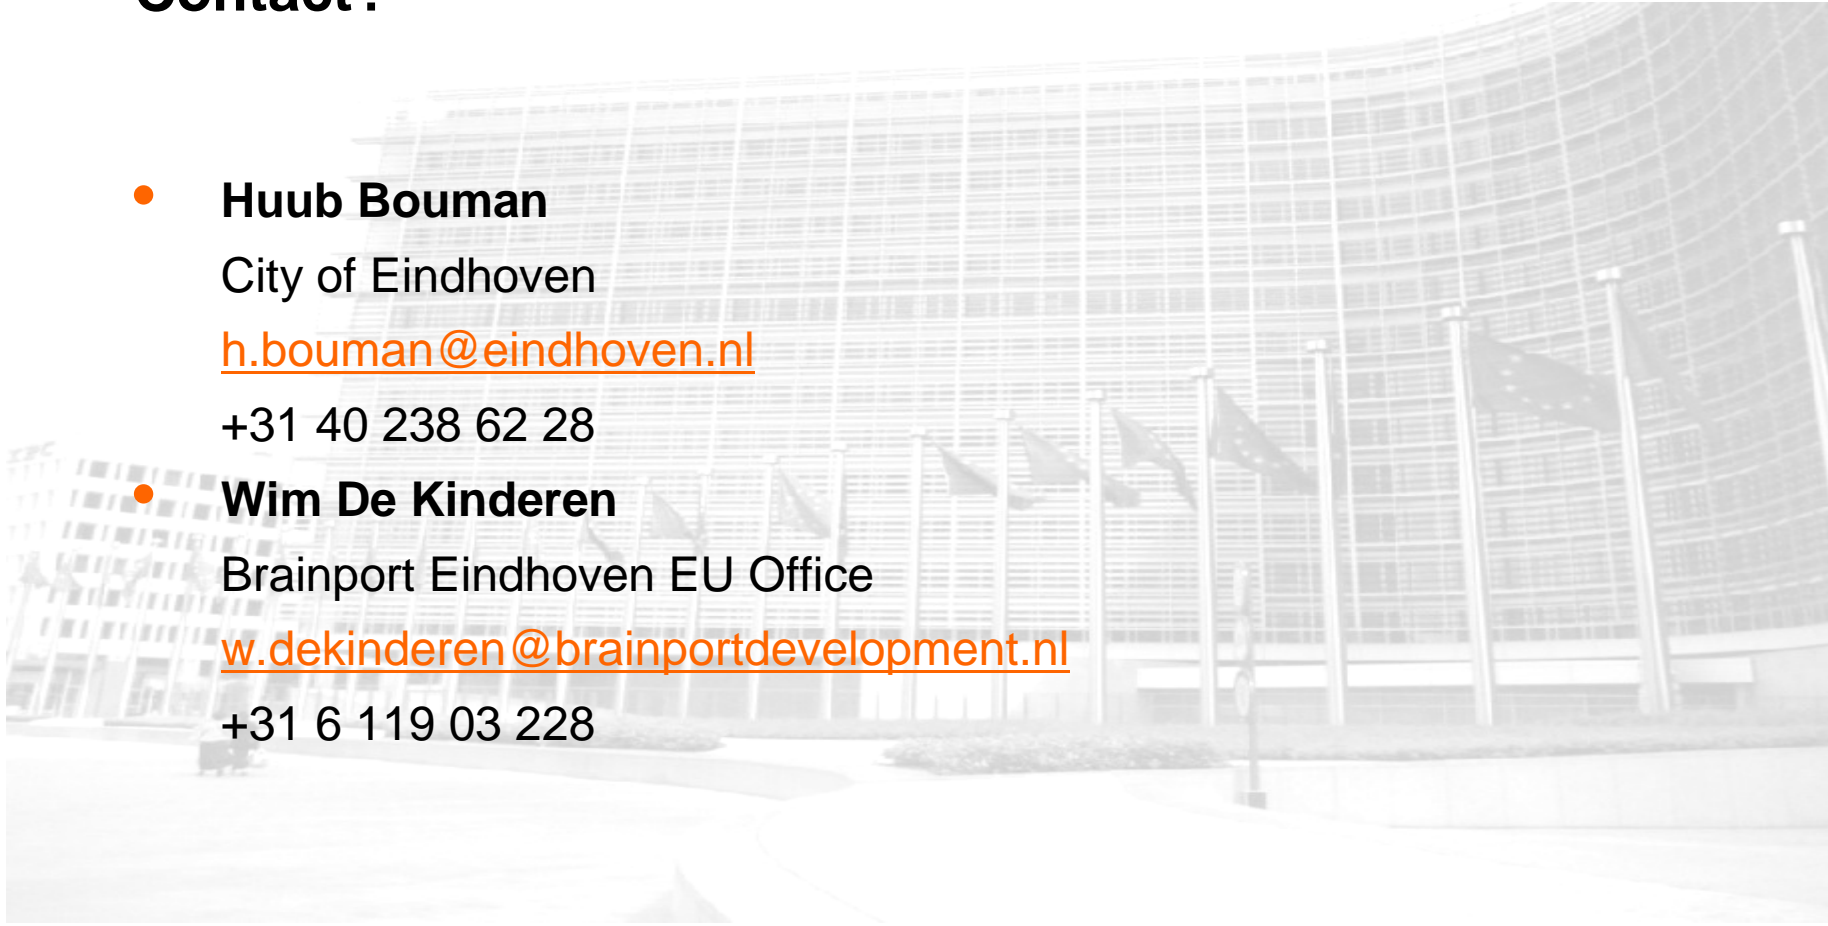 Contact?
• Huub Bouman
City of Eindhoven
h.bouman@eindhoven.nl
+31 40 238 62 28
• Wim De Kinderen
Brainport Eindhoven EU Office
w.dekinderen@brainportdevelopment.nl
+31 6 119 03 228